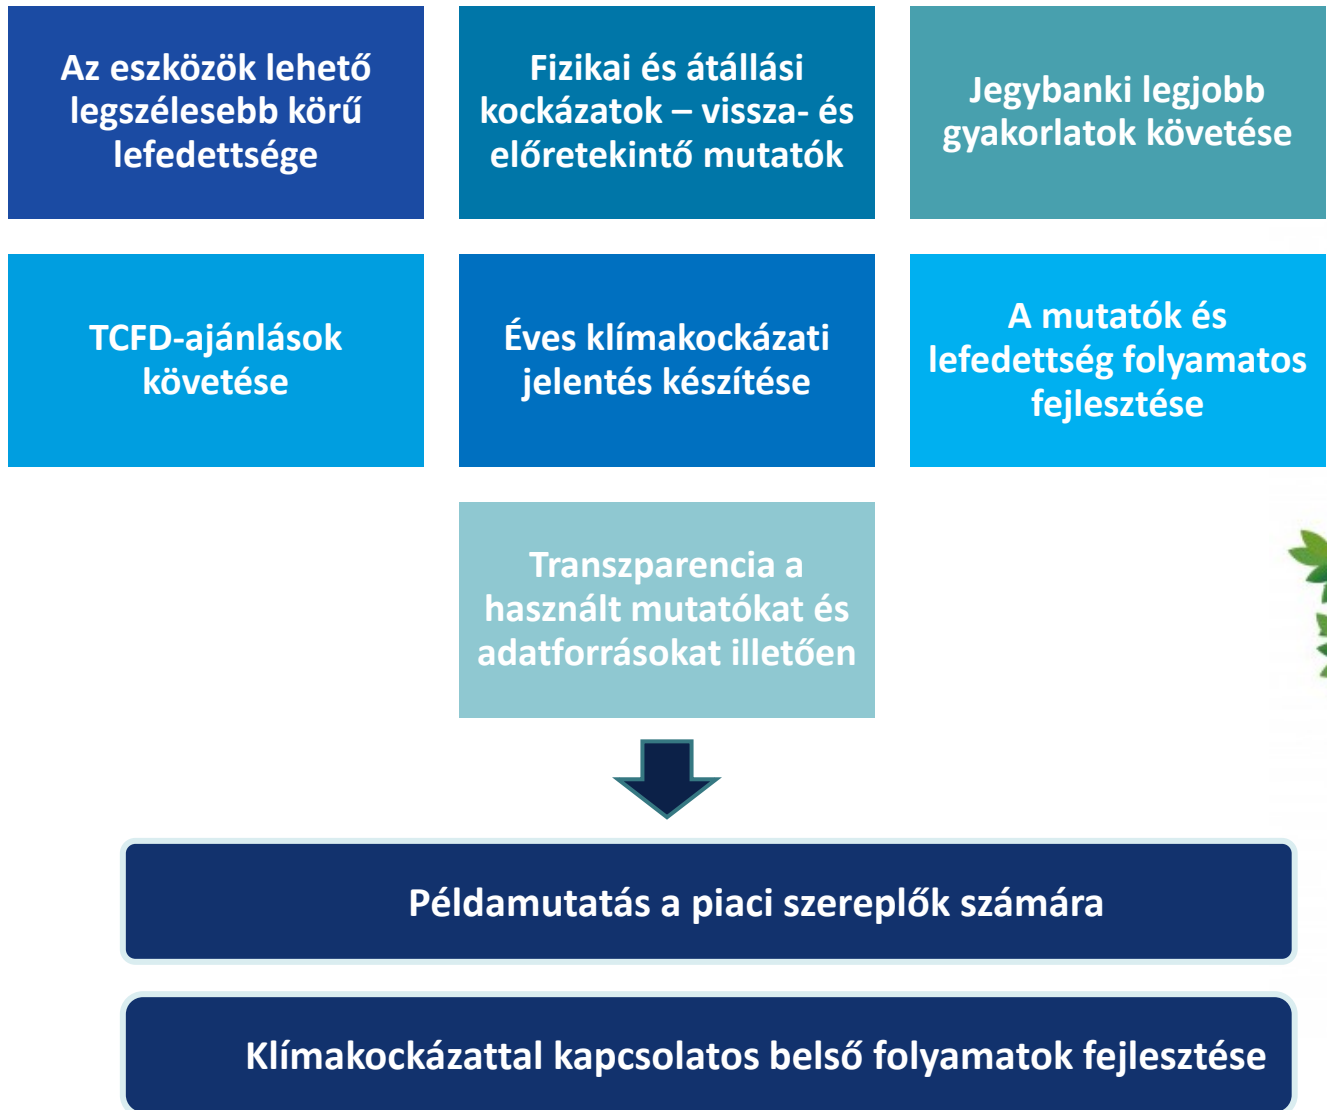 Az eszközök lehető
legszélesebb körű
lefedettsége
Fizikai és átállási
kockázatok – vissza- és
előretekintő mutatók
Jegybanki legjobb
gyakorlatok követése
TCFD-ajánlások
követése
Éves klímakockázati
jelentés készítése
A mutatók és
lefedettség folyamatos
fejlesztése
Transzparencia a
használt mutatókat és
adatforrásokat illetően
Példamutatás a piaci szereplők számára
Klímakockázattal kapcsolatos belső folyamatok fejlesztése